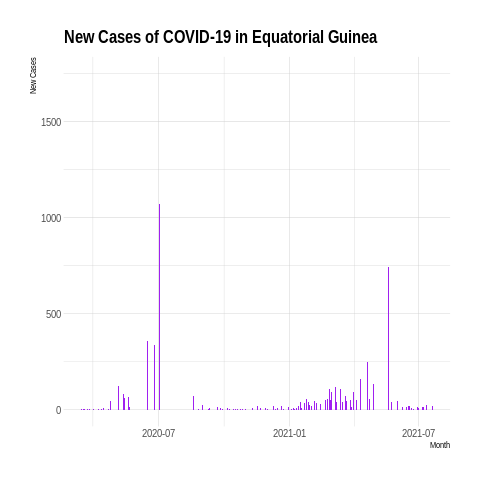 New Cases of COVID-19 in Equatorial Guinea
New Cases
1500
1000
500
0
2020-07
2021-01
2021-07
Month